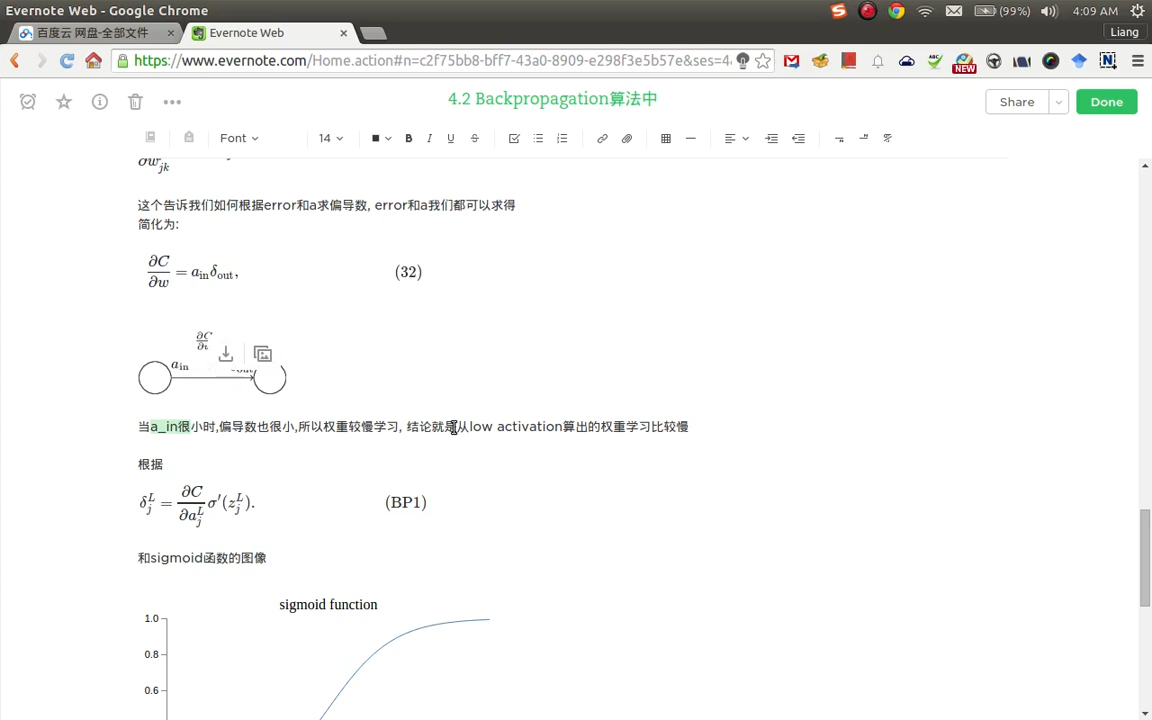 Evernote Web - Google Chrome
(99%) 4:09 AM
百度云 网盘-全部文件 × Evernote Web × Liang
https://www.evernote.com/Home.action#n=c2f75bb8-bff7-43a0-8909-e298f3e5b57e&ses=4
NEW N
4.2 Backpropagation算法中 Share Done
Font 14 B I U S
∂w_{jk}
这个告诉我们如何根据error和a求偏导数, error和a我们都可以求得
简化为:
∂C/∂w = a_in δ_out, (32)
∂C
a_in
当a_in很小时,偏导数也很小,所以权重较慢学习, 结论就是从low activation算出的权重学习比较慢
根据
δ_j^L = ∂C/∂a_j^L σ′(z_j^L). (BP1)
和sigmoid函数的图像
sigmoid function
1.0
0.8
0.6